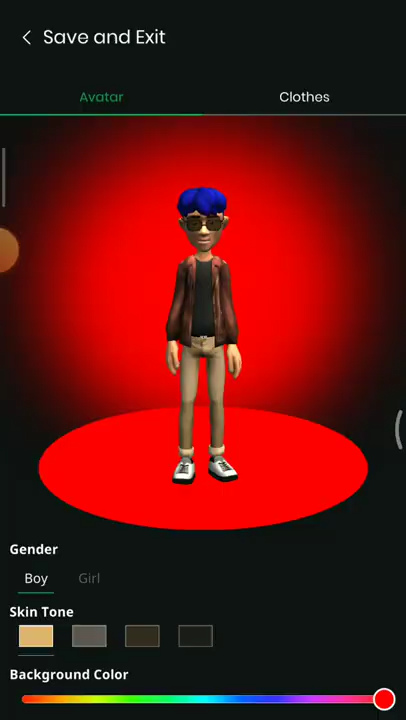 Save and Exit
Avatar Clothes
Gender
Boy Girl
Skin Tone
Background Color